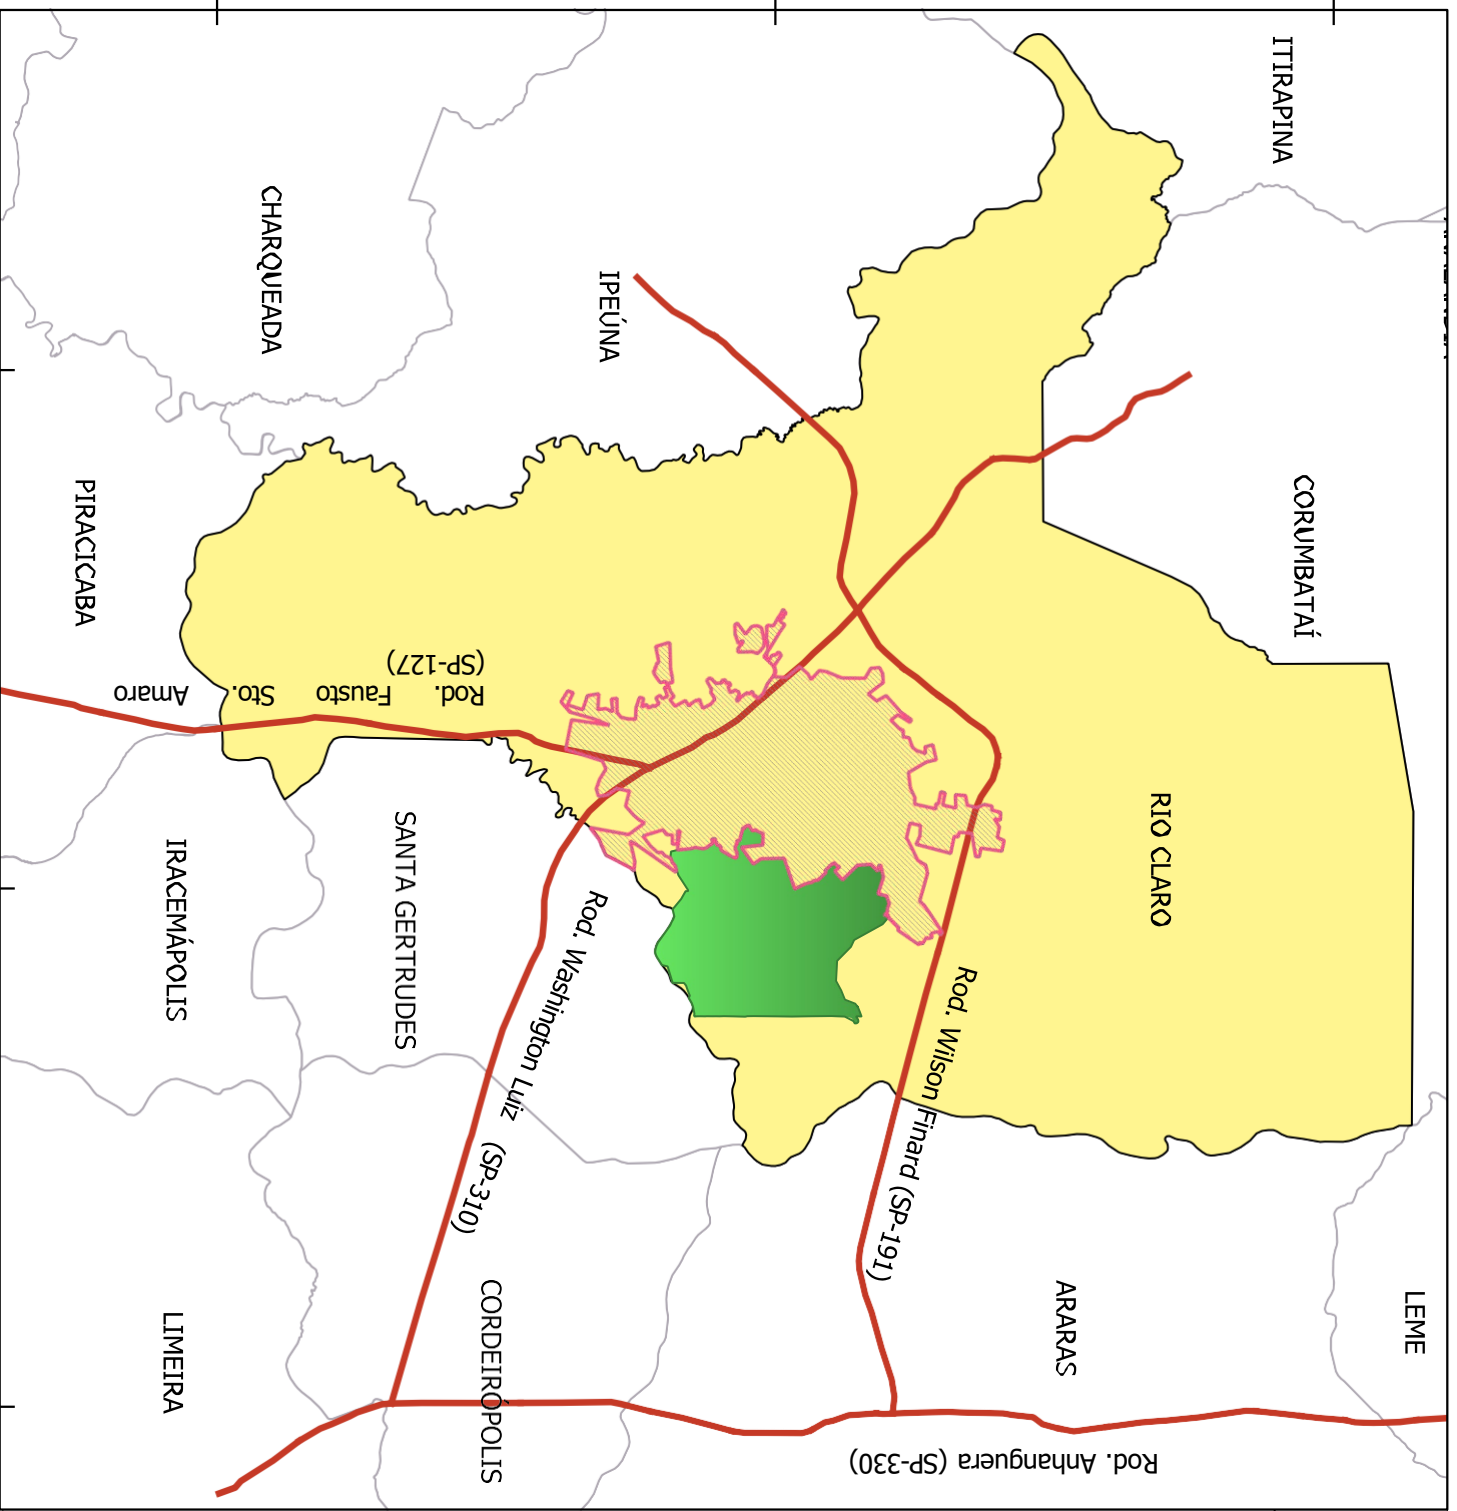 ITIRAPINA
CORUMBATAÍ
RIO CLARO
LEME
ARARAS
IPEÚNA
CHARQUEADA
PIRACICABA
Rod. Fausto Sto. Amaro
(SP-127)
SANTA GERTRUDES
IRACEMÁPOLIS
Rod. Washington Luiz (SP-310)
Rod. Wilson Finard (SP-191)
CORDEIRÓPOLIS
LIMEIRA
Rod. Anhanguera (SP-330)